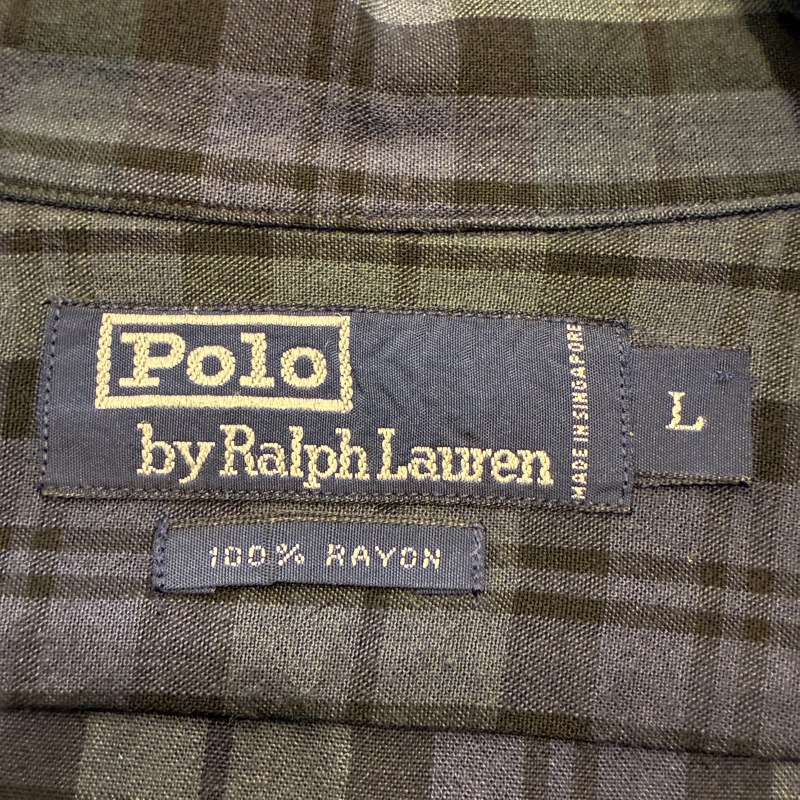 Polo
by Ralph Lauren
MADE IN SINGAPORE
L
100% RAYON